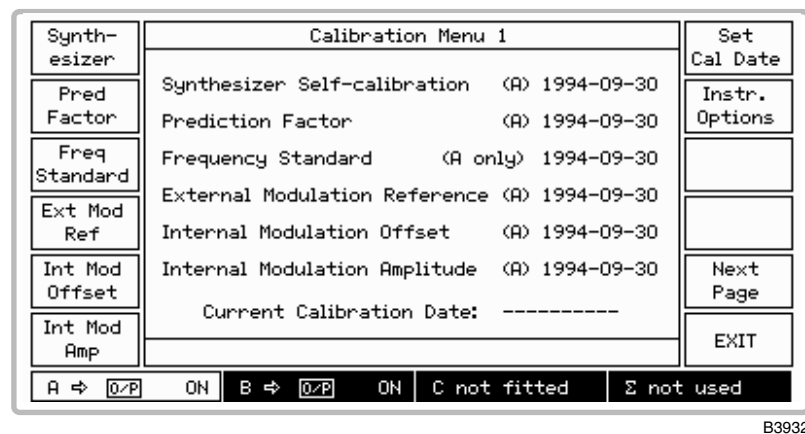 Synth-
esizer
Pred
Factor
Freq
Standard
Ext Mod
Ref
Int Mod
Offset
Int Mod
Amp
Calibration Menu 1
Synthesizer Self-calibration (A) 1994-09-30
Prediction Factor (A) 1994-09-30
Frequency Standard (A only) 1994-09-30
External Modulation Reference (A) 1994-09-30
Internal Modulation Offset (A) 1994-09-30
Internal Modulation Amplitude (A) 1994-09-30
Current Calibration Date: ----------
Set
Cal Date
Instr.
Options
Next
Page
EXIT
A ⇨ O/P ON B ⇨ O/P ON C not fitted Σ not used
B3932